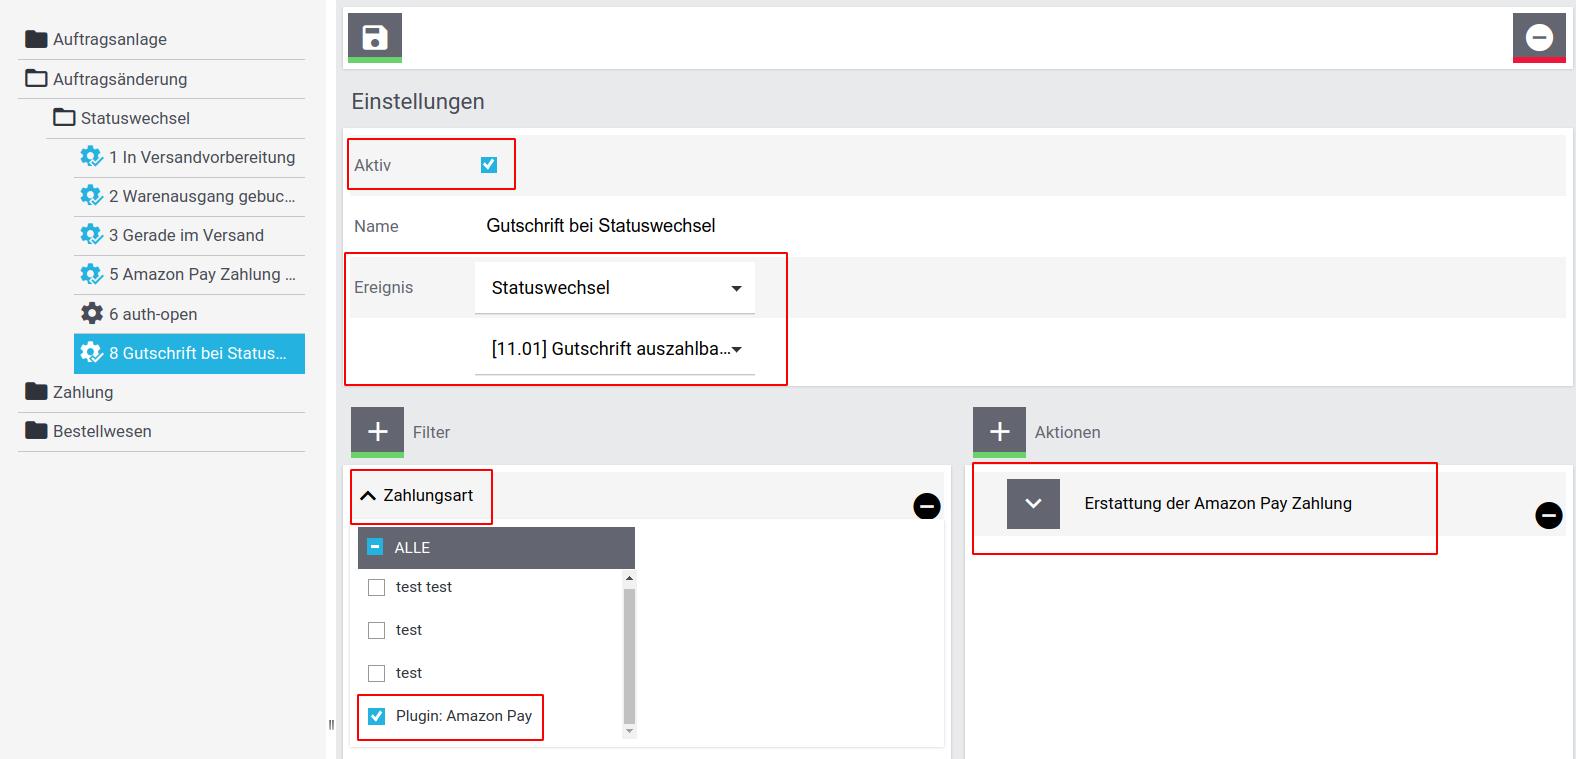 Auftragsanlage
Auftragsänderung
Statuswechsel
1 In Versandvorbereitung
2 Warenausgang gebuc...
3 Gerade im Versand
5 Amazon Pay Zahlung ...
6 auth-open
8 Gutschrift bei Status...
Zahlung
Bestellwesen
Einstellungen
Aktiv
Name Gutschrift bei Statuswechsel
Ereignis Statuswechsel
[11.01] Gutschrift auszahlba...
Filter
Zahlungsart
ALLE
test test
test
test
Plugin: Amazon Pay
Aktionen
Erstattung der Amazon Pay Zahlung